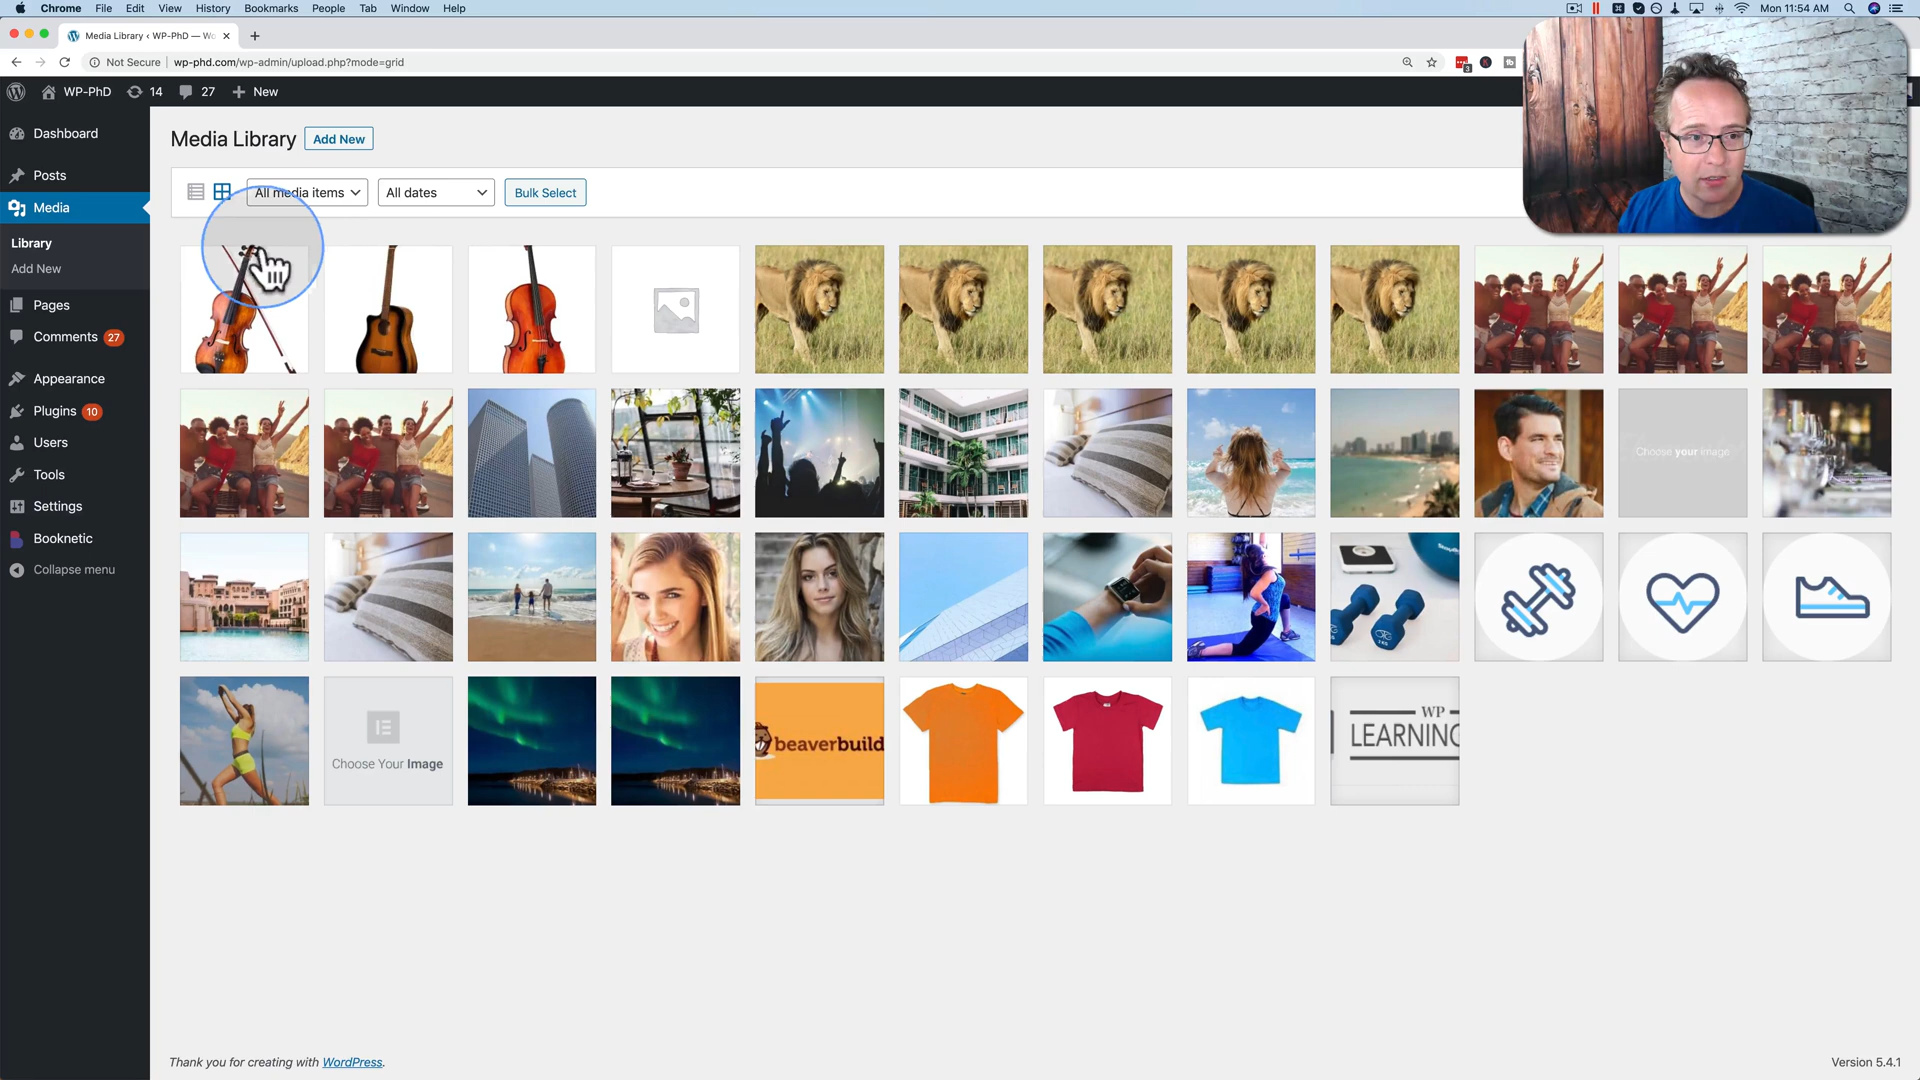 Chrome File Edit View History Bookmarks People Tab Window Help Mon 11:54 AM
Media Library ‹ WP-PhD — Wo
Not Secure | wp-phd.com/wp-admin/upload.php?mode=grid 3
WP-PhD 14 27 + New
Dashboard
Posts
Media
Library
Add New
Pages
Comments 27
Appearance
Plugins 10
Users
Tools
Settings
Booknetic
Collapse menu
Media Library Add New
All media items All dates Bulk Select
Choose your image
Choose Your Image
beaverbuild
WP
LEARNING
Thank you for creating with WordPress.
Version 5.4.1